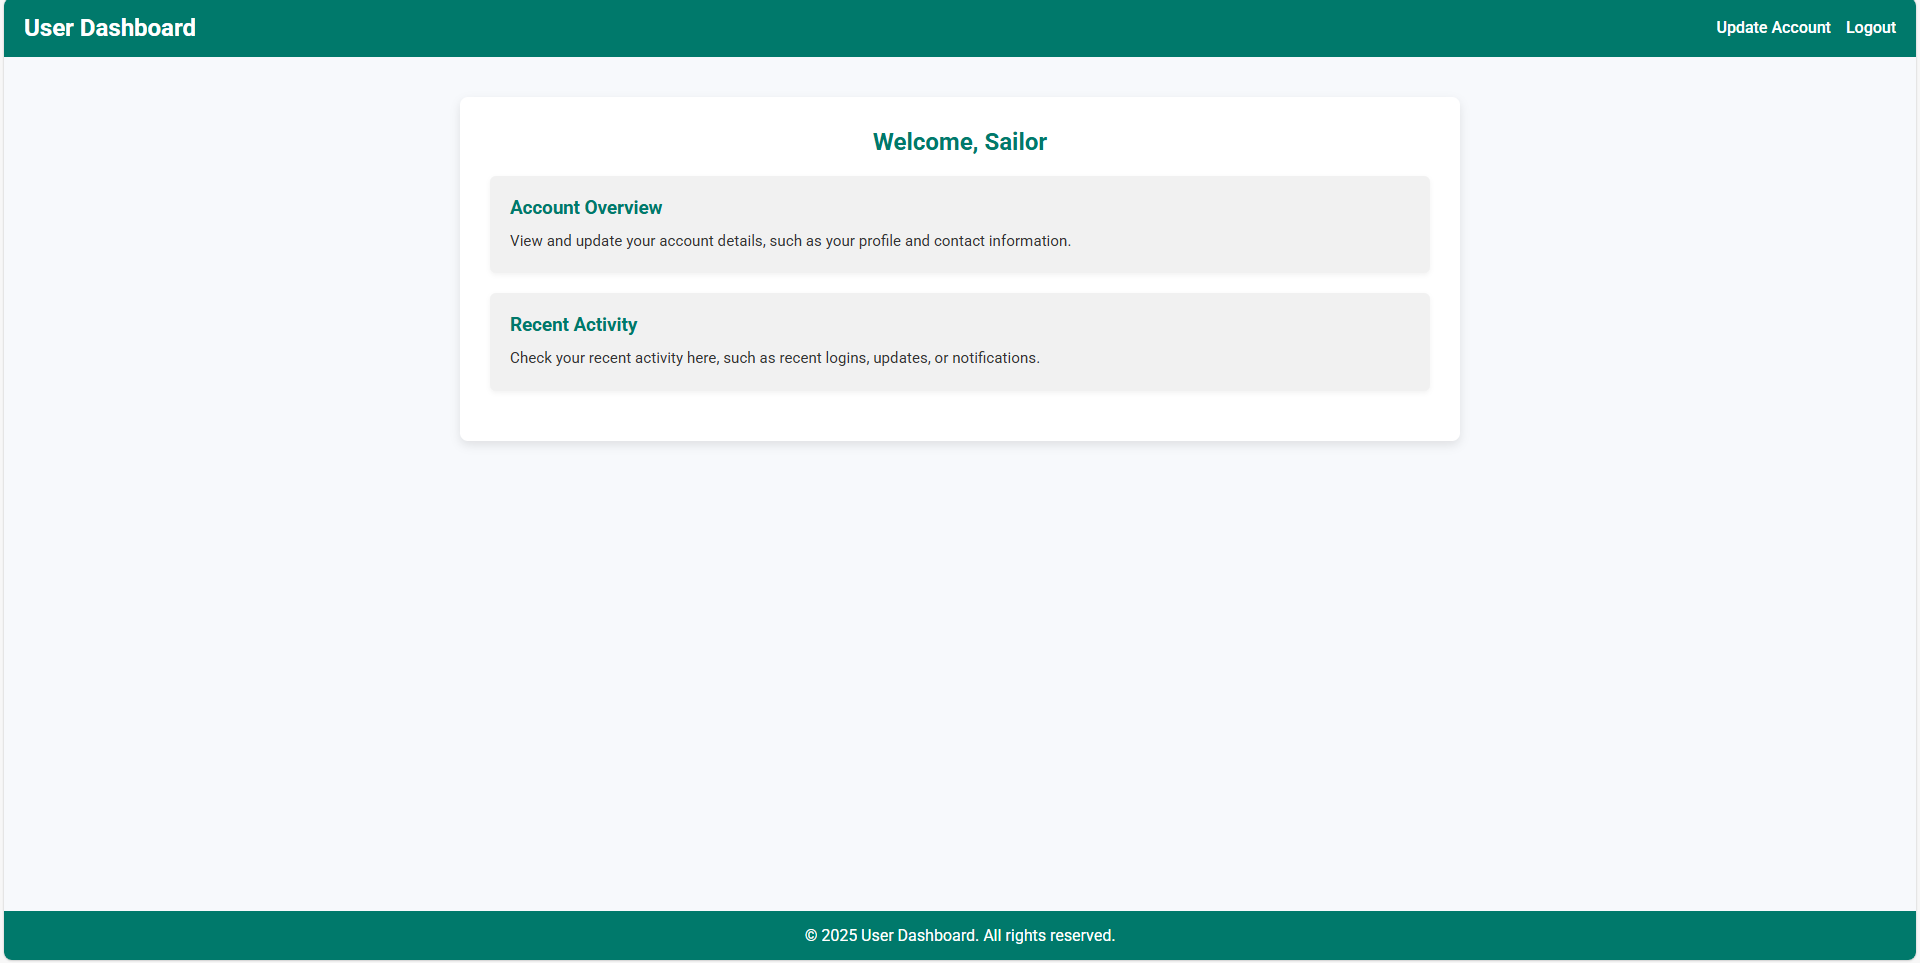 User Dashboard
Update Account
Logout
Welcome, Sailor
Account Overview
View and update your account details, such as your profile and contact information.
Recent Activity
Check your recent activity here, such as recent logins, updates, or notifications.
© 2025 User Dashboard. All rights reserved.